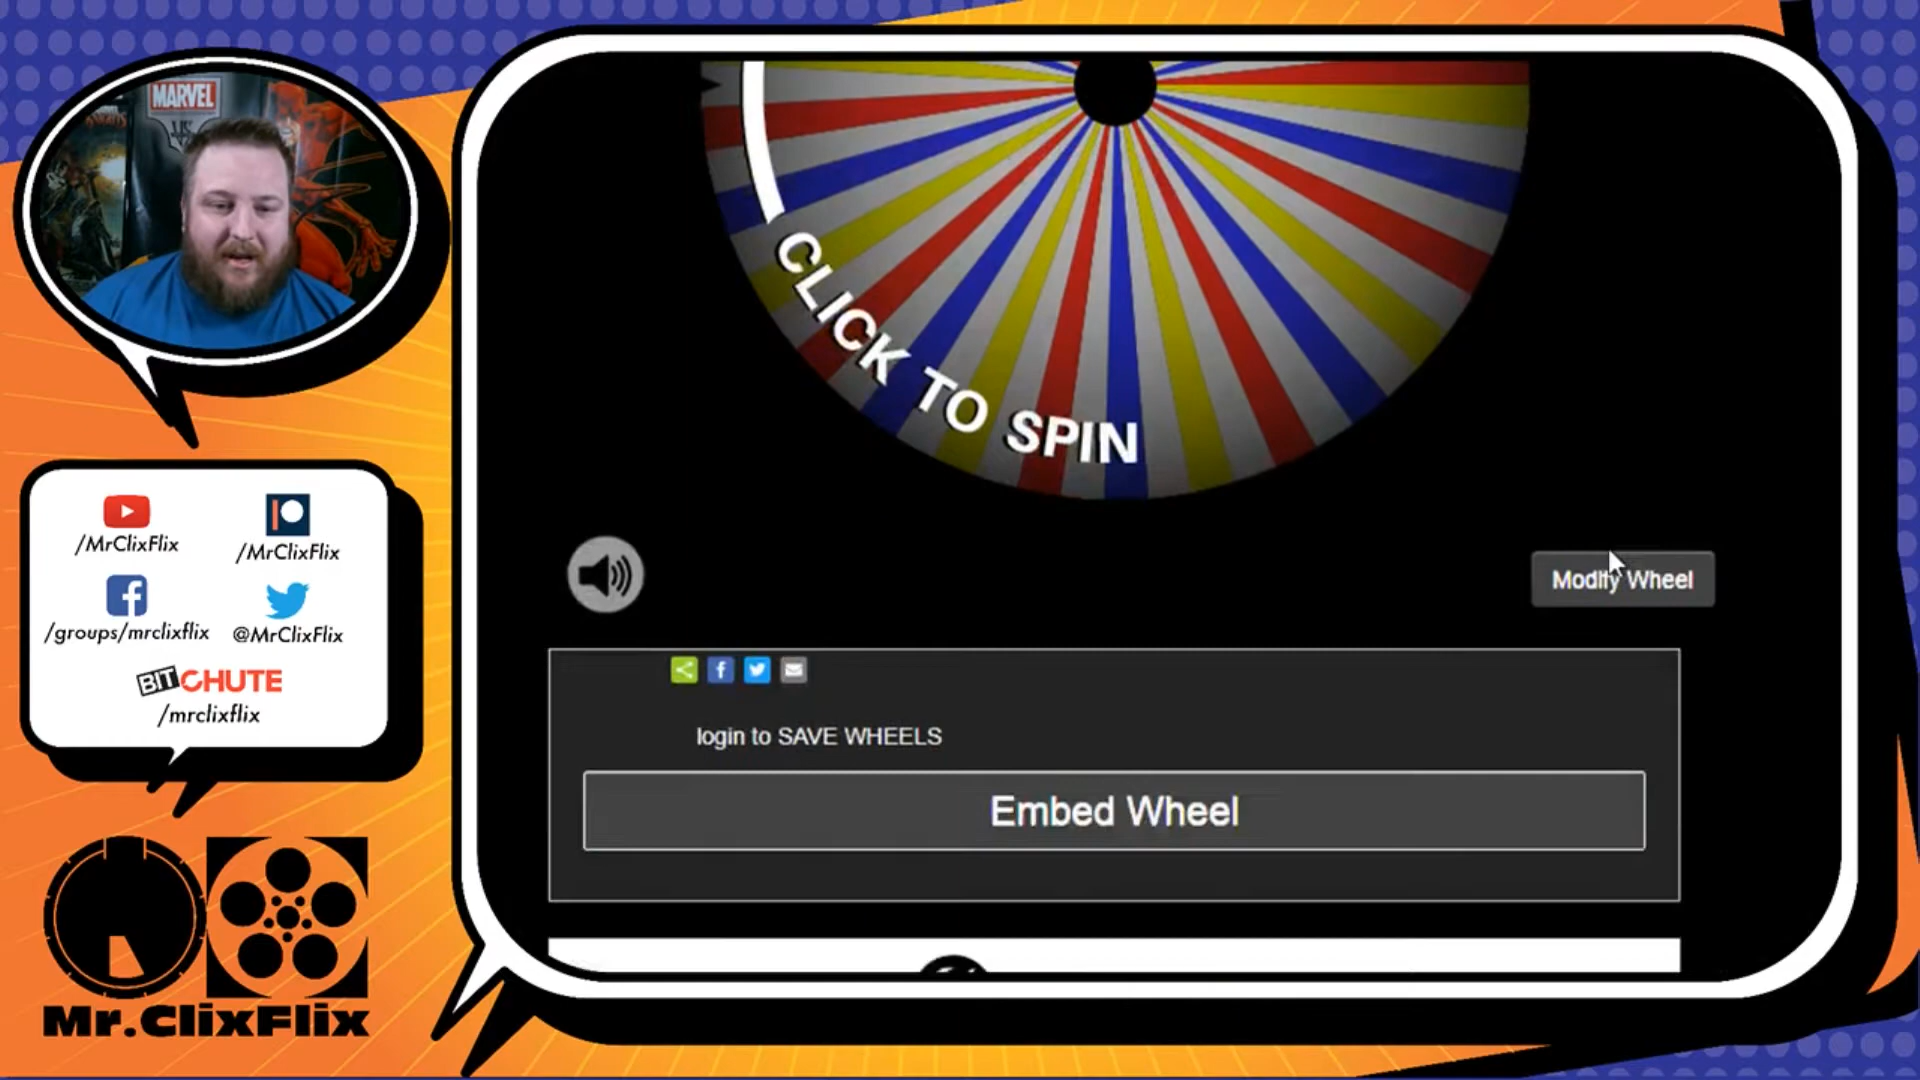 MARVEL
CLICK TO SPIN
/MrClixFlix
/MrClixFlix
/groups/mrclixflix
@MrClixFlix
BITCHUTE
/mrclixflix
Mr.ClixFlix
Modify Wheel
login to SAVE WHEELS
Embed Wheel